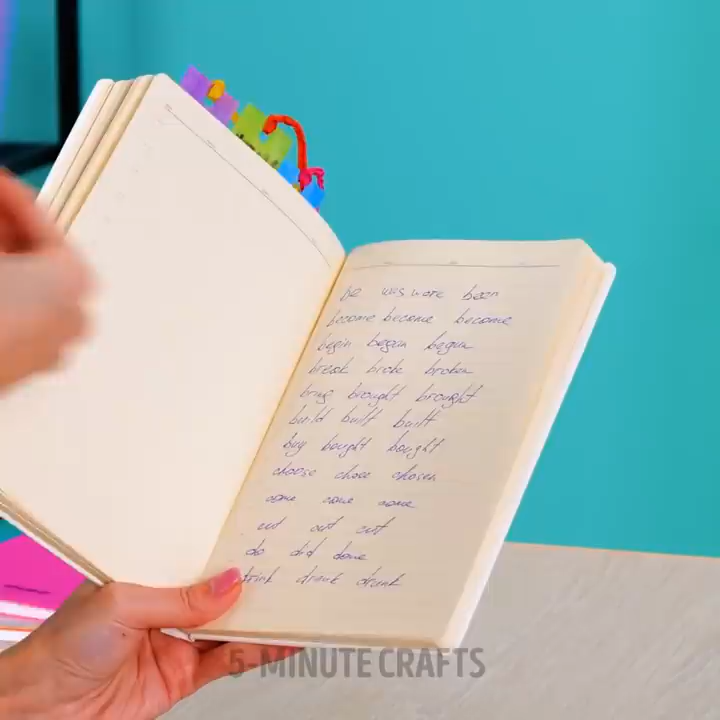 be was were been
become became become
begin began begun
break broke broken
bring brought brought
build built built
buy bought bought
choose chose chosen
come came come
cut cut cut
do did done
drink drank drunk
5-MINUTE CRAFTS